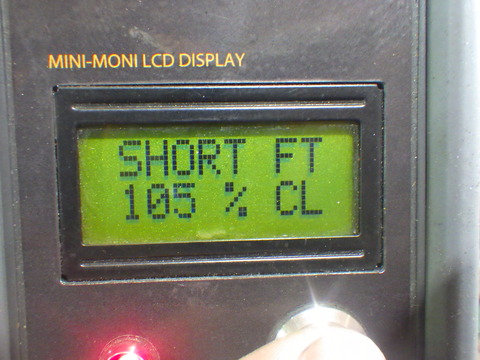 MINI-MONI LCD DISPLAY
SHORT FT
105 % CL